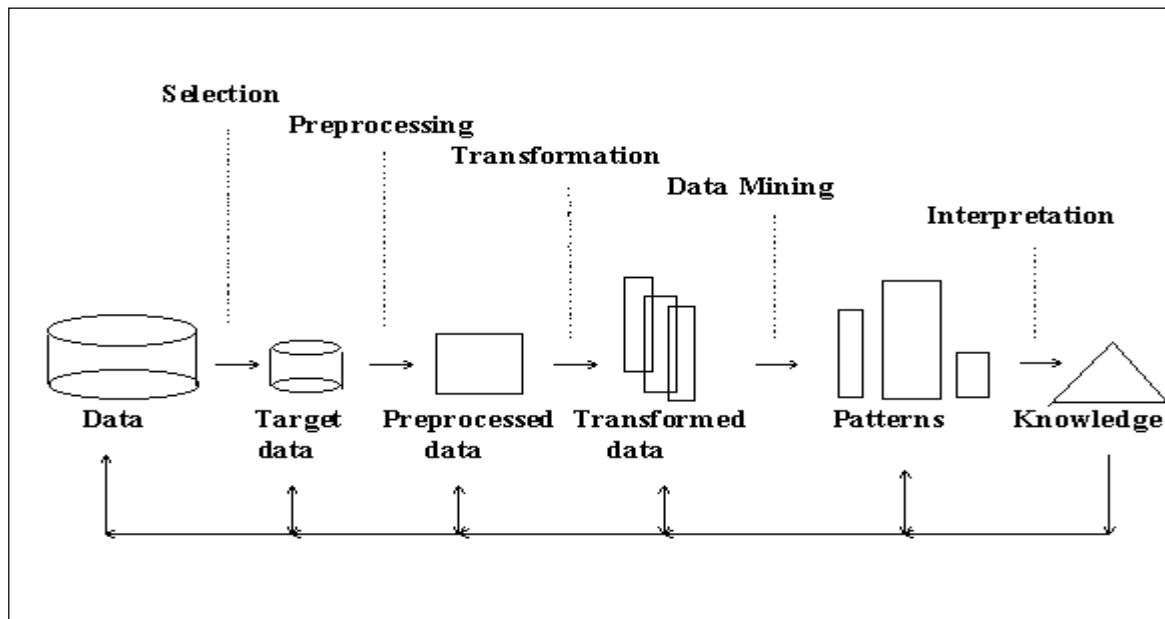 Selection
Preprocessing
Transformation
Data Mining
Interpretation
Data
Target
data
Preprocessed
data
Transformed
data
Patterns
Knowledge